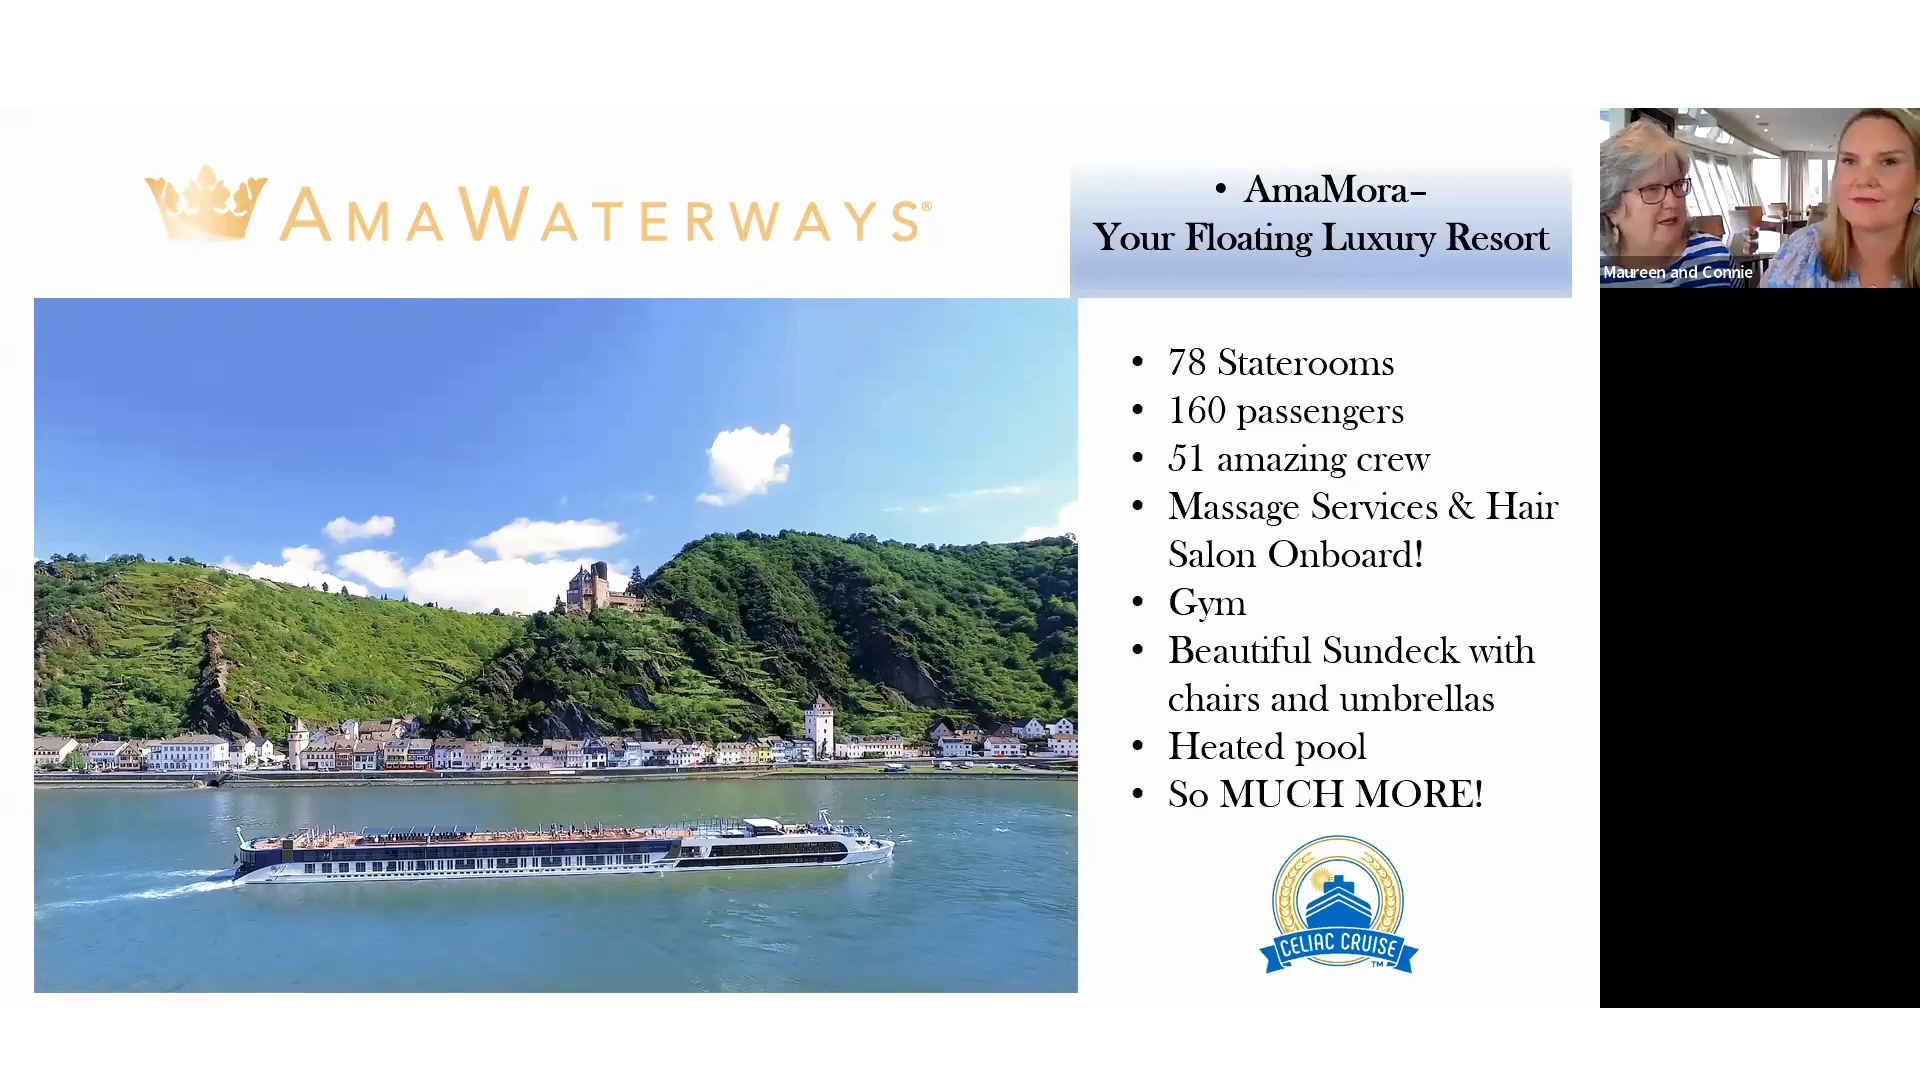 AMAWATERWAYS®
• AmaMora–
Your Floating Luxury Resort
Maureen and Connie
• 78 Staterooms
• 160 passengers
• 51 amazing crew
• Massage Services & Hair
Salon Onboard!
• Gym
• Beautiful Sundeck with
chairs and umbrellas
• Heated pool
• So MUCH MORE!
CELIAC CRUISE
TM